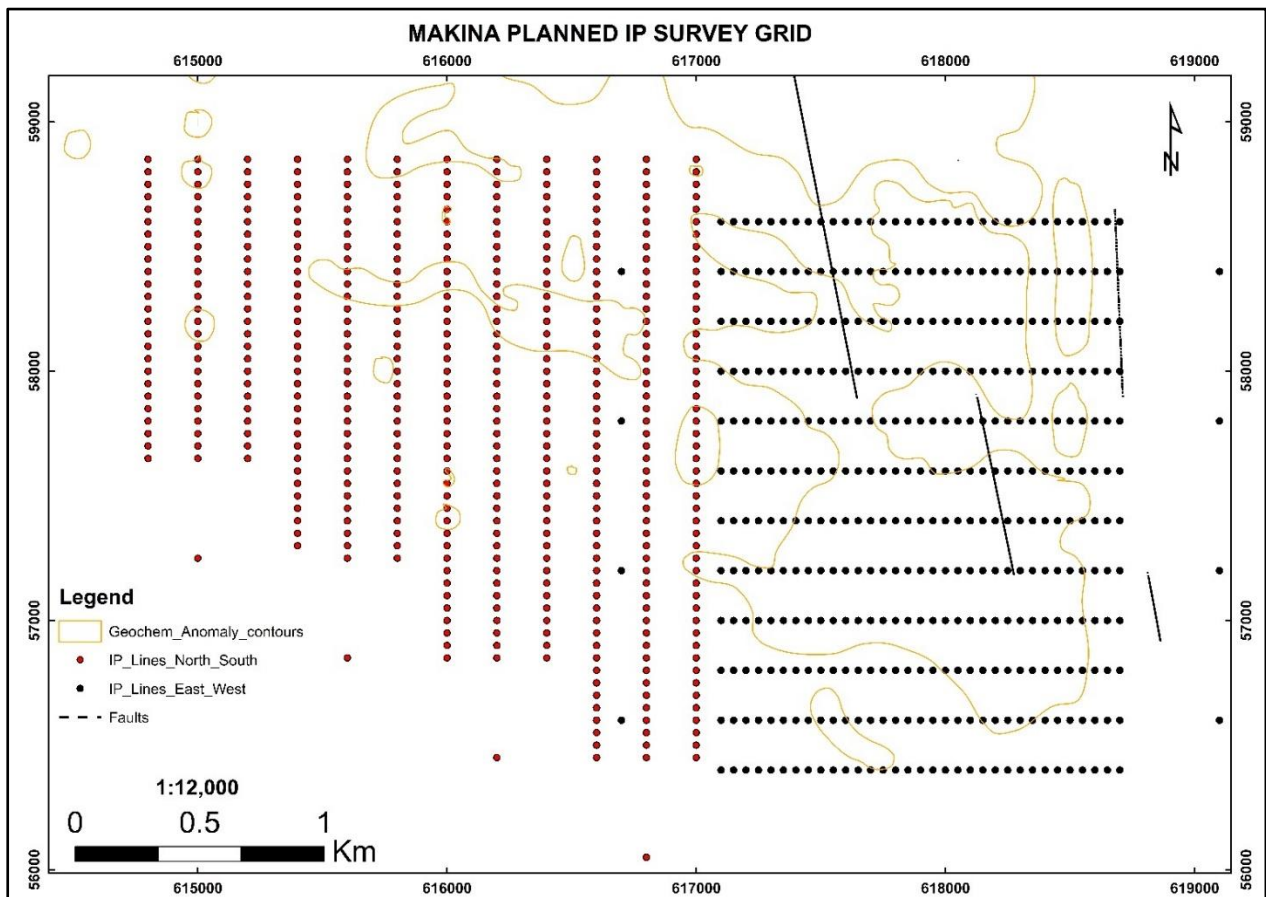 MAKINA PLANNED IP SURVEY GRID
615000 616000 617000 618000 619000
59000 59000
N
58000 58000
57000 57000
Legend
Geochem_Anomaly_contours
IP_Lines_North_South
IP_Lines_East_West
Faults
1:12,000
0 0.5 1
Km
56000 56000
615000 616000 617000 618000 619000